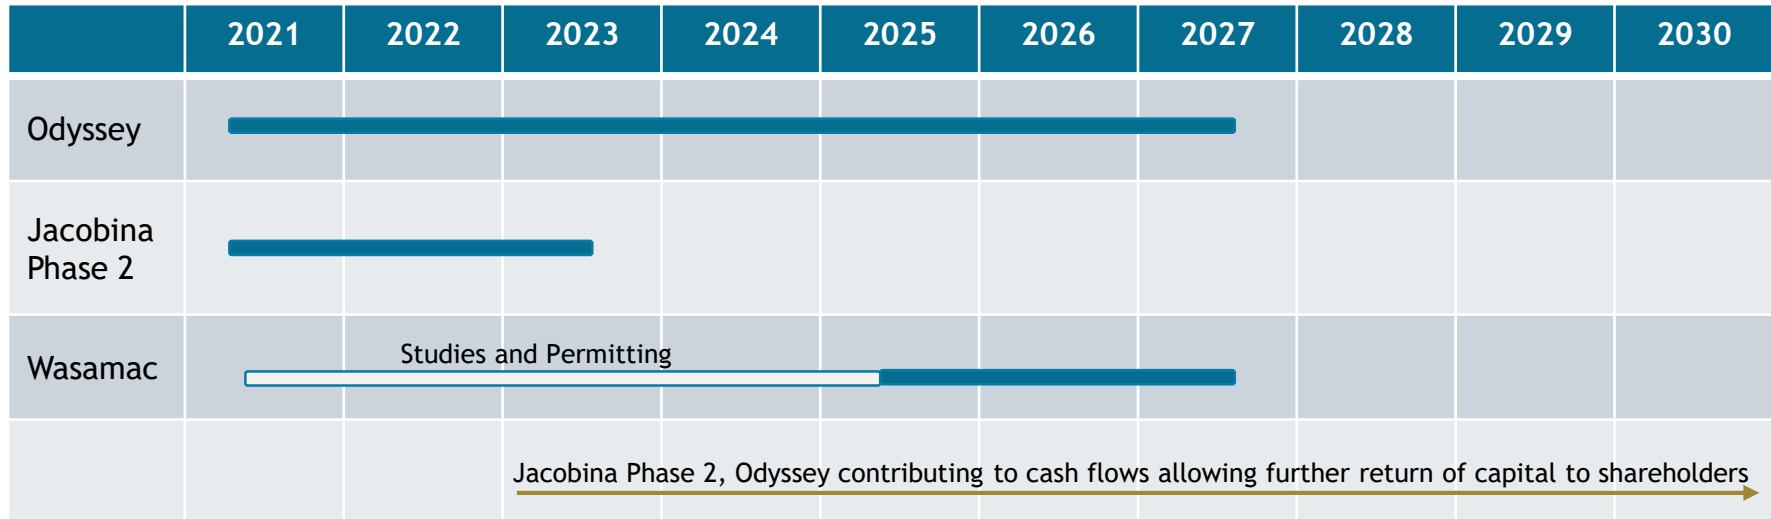 2021 2022 2023 2024 2025 2026 2027 2028 2029 2030
Odyssey
Jacobina
Phase 2
Studies and Permitting
Wasamac
Jacobina Phase 2, Odyssey contributing to cash flows allowing further return of capital to shareholders